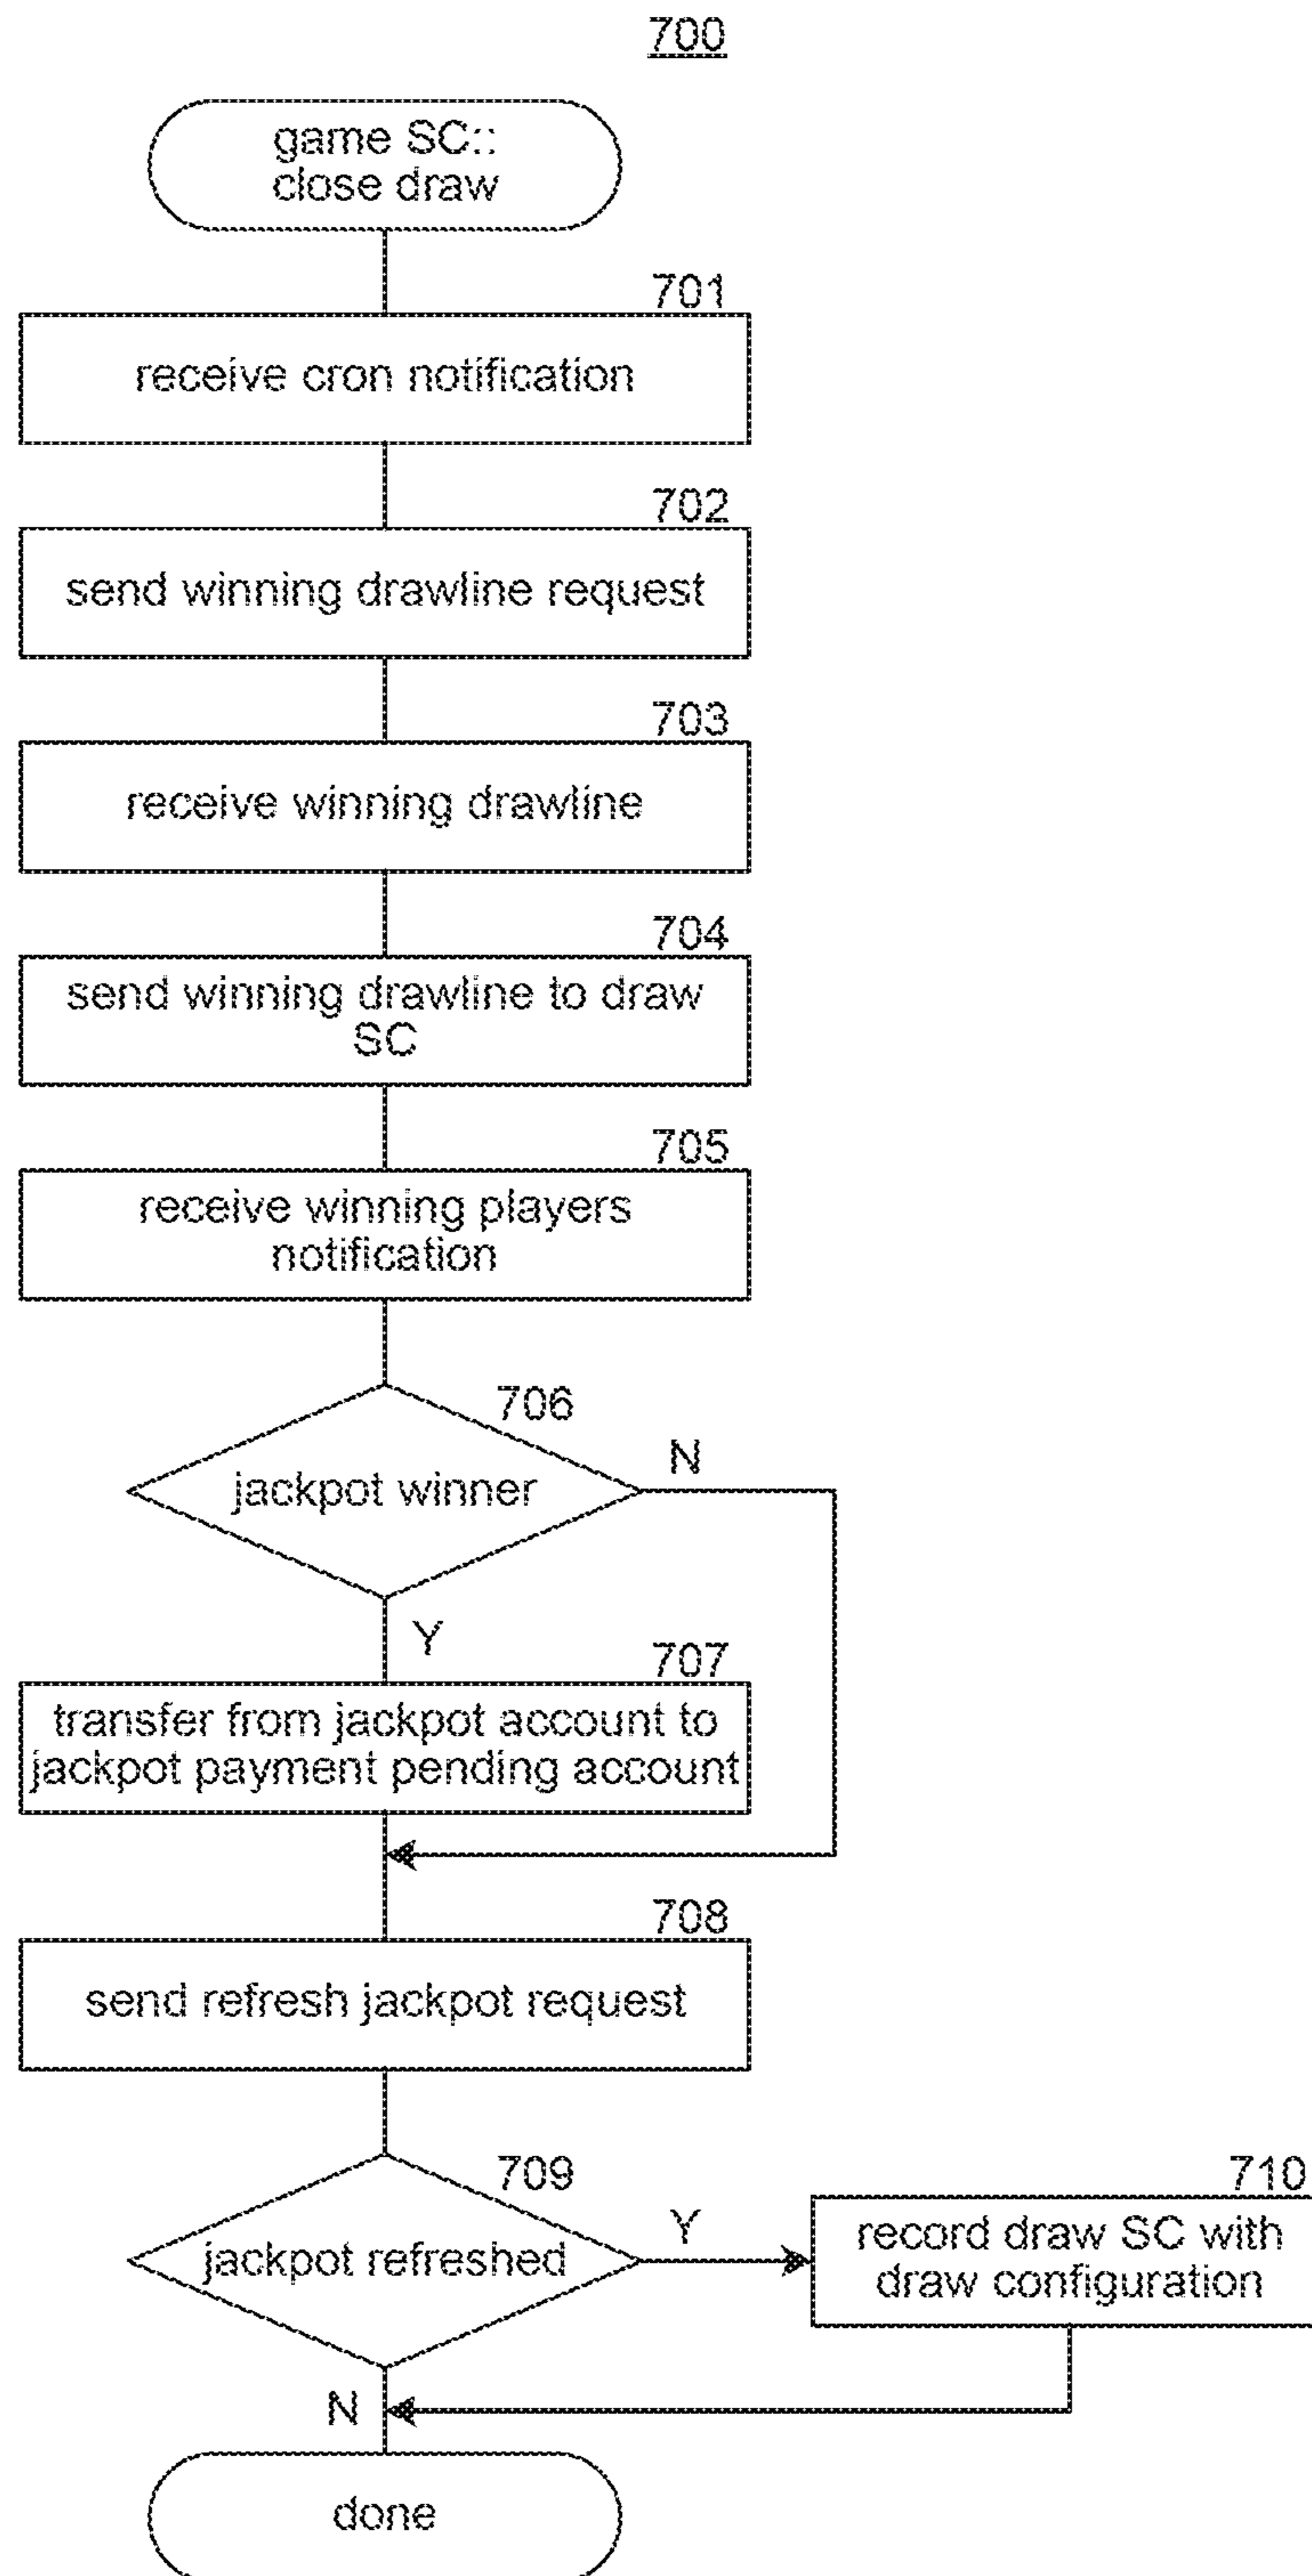 700
game SC::
close draw
701
receive cron notification
702
send winning drawline request
703
receive winning drawline
704
send winning drawline to draw
SC
705
receive winning players
notification
706
jackpot winner
N
Y
707
transfer from jackpot account to
jackpot payment pending account
708
send refresh jackpot request
709
jackpot refreshed
Y
710
record draw SC with
draw configuration
N
done